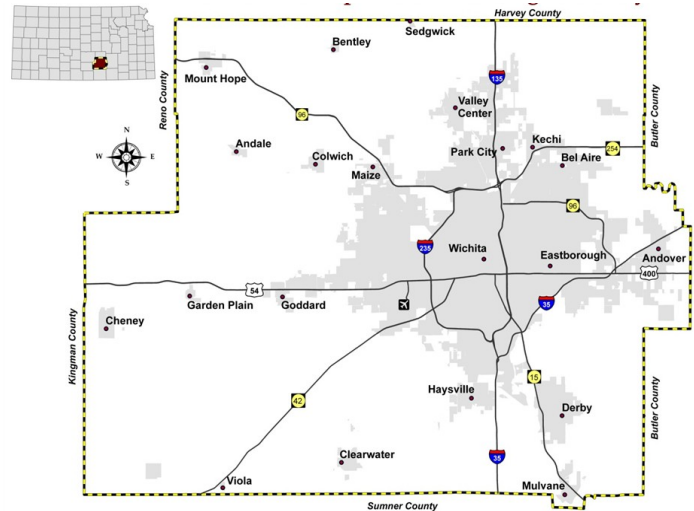 Harvey County
Sedgwick
Bentley
Mount Hope
135
Reno County
Valley
Center
Butler County
96
Andale
Colwich
Maize
Park City
Kechi
254
Bel Aire
N
W E
S
96
235
Wichita
Eastborough
Andover
400
54
Garden Plain
Goddard
35
Cheney
Kingman County
Haysville
15
Derby
Butler County
42
Clearwater
35
Viola
Mulvane
Sumner County